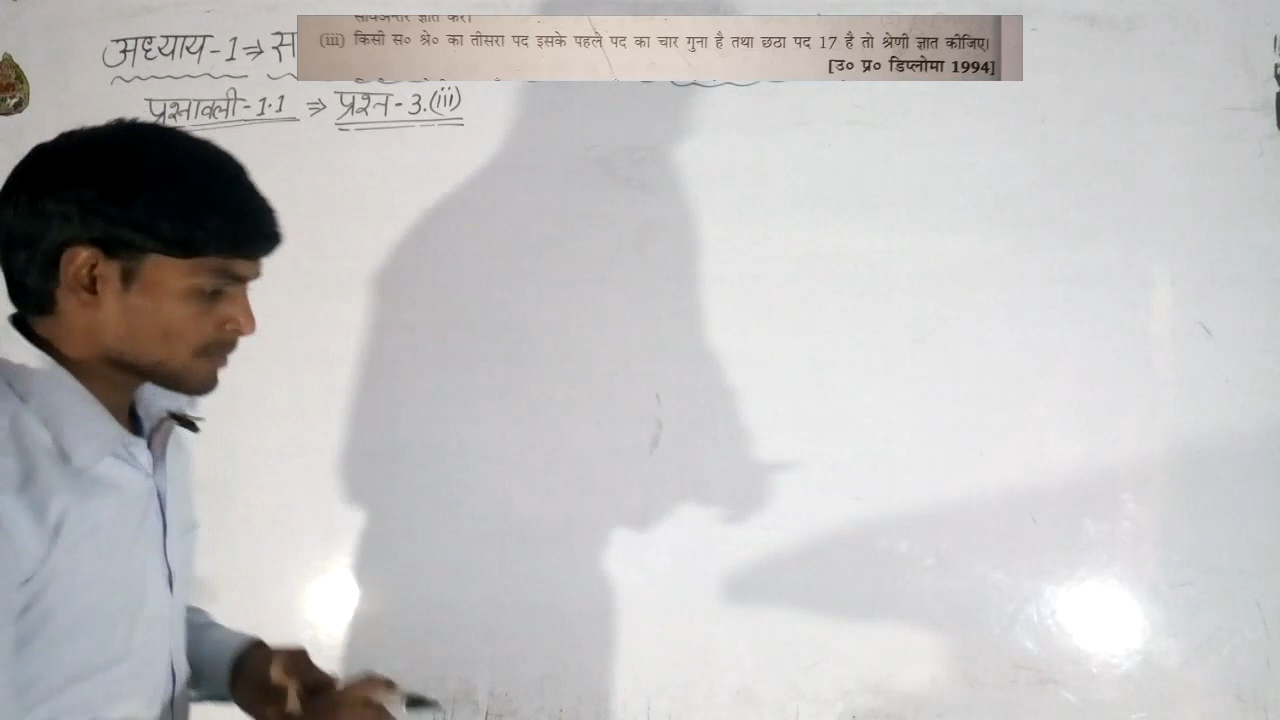 अध्याय-1⇒ स
(iii) किसी स० श्रे० का तीसरा पद इसके पहले पद का चार गुना है तथा छठा पद 17 है तो श्रेणी ज्ञात कीजिए।
[उ० प्र० डिप्लोमा 1994]
प्रश्नावली-1.1 ⇒ प्रश्न-3.(iii)